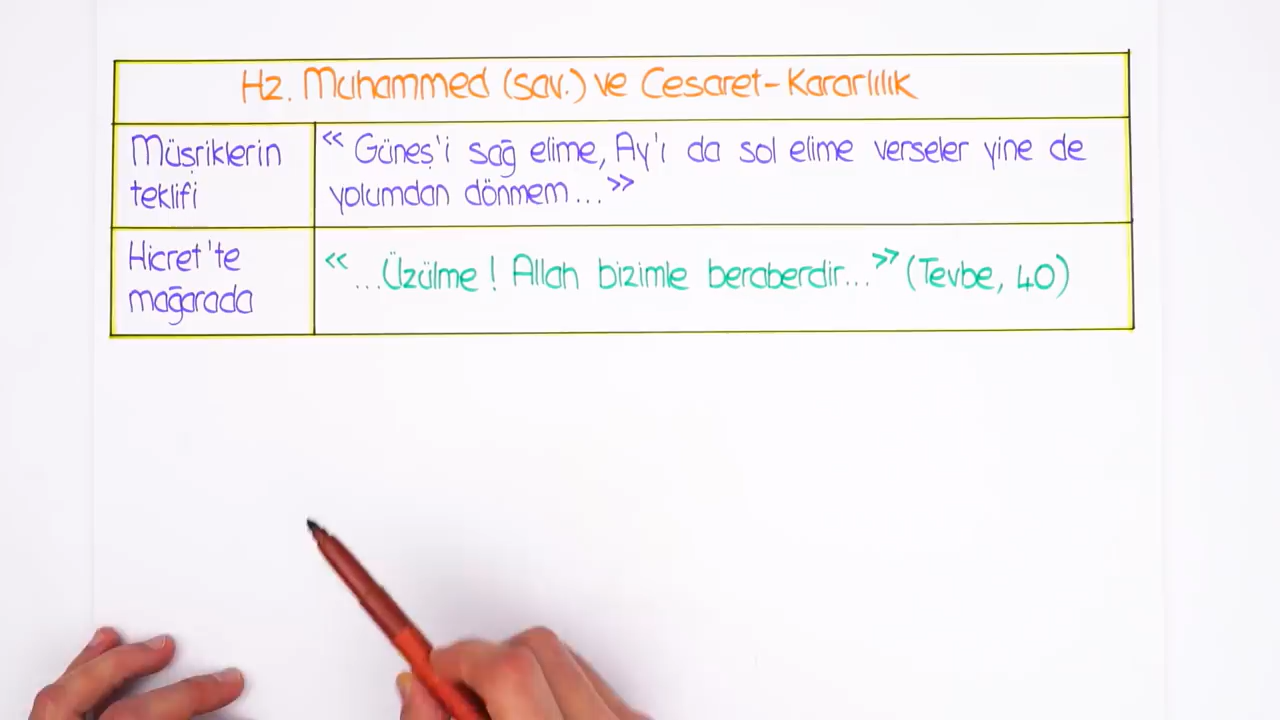 Hz. Muhammed (sav.) ve Cesaret-Kararlılık
Müşriklerin
teklifi
« Güneş'i sağ elime, Ay'ı da sol elime verseler yine de
yolumdan dönmem...»
Hicret'te
mağarada
« ...Üzülme! Allah bizimle beraberdir...» (Tevbe, 40)